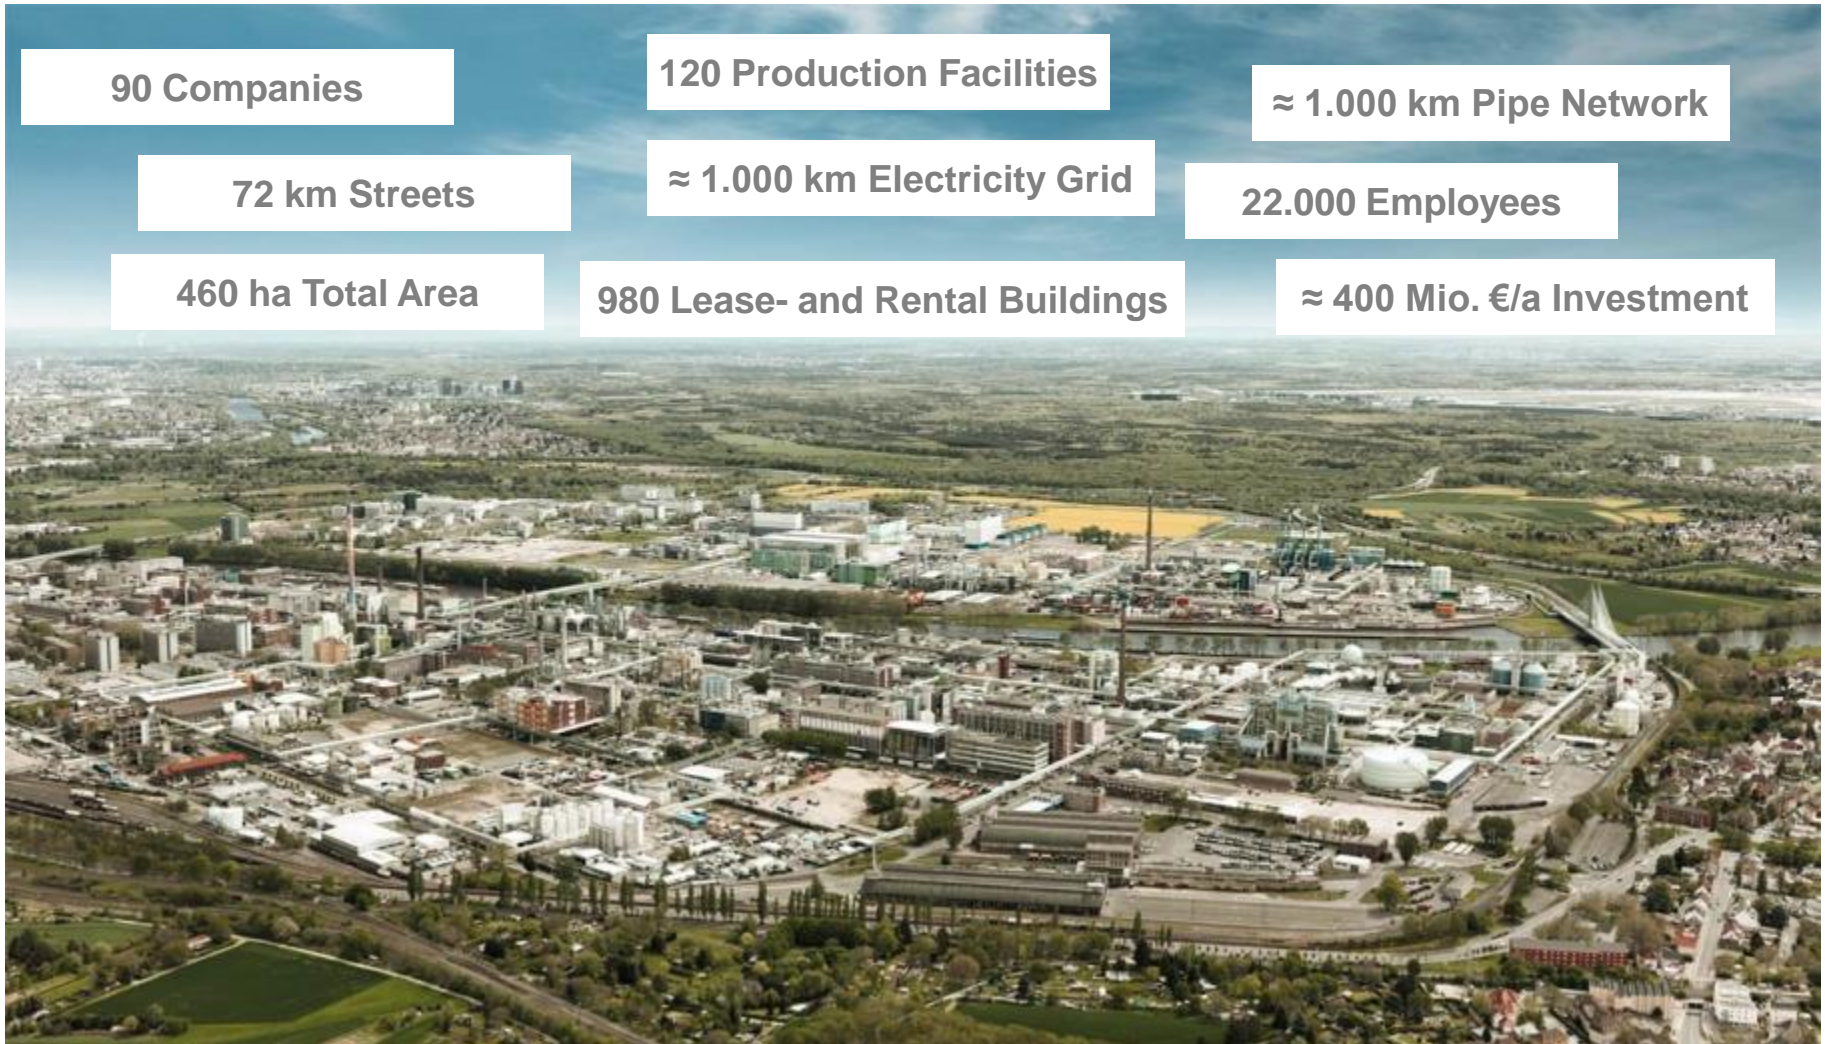 90 Companies
120 Production Facilities
≈ 1.000 km Pipe Network
72 km Streets
≈ 1.000 km Electricity Grid
22.000 Employees
460 ha Total Area
980 Lease- and Rental Buildings
≈ 400 Mio. €/a Investment